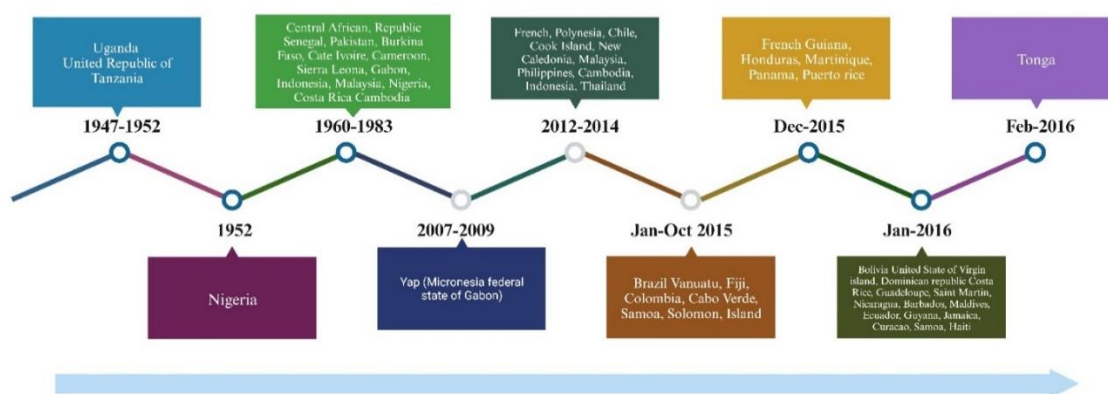 Uganda
United Republic of
Tanzania
1947-1952
1952
Nigeria
Central African, Republic
Senegal, Pakistan, Burkina
Faso, Cate Ivoire, Cameroon,
Sierra Leona, Gabon,
Indonesia, Malaysia, Nigeria,
Costa Rica Cambodia
1960-1983
2007-2009
Yap (Micronesia federal
state of Gabon)
French, Polynesia, Chile,
Cook Island, New
Caledonia, Malaysia,
Philippines, Cambodia,
Indonesia, Thailand
2012-2014
Jan-Oct 2015
Brazil Vanuatu, Fiji,
Colombia, Cabo Verde,
Samoa, Solomon, Island
French Guiana,
Honduras, Martinique,
Panama, Puerto rice
Dec-2015
Jan-2016
Bolivia United State of Virgin
island, Dominican republic Costa
Rice, Guadeloupe, Saint Martin,
Nicaragua, Barbados, Maldives,
Ecuador, Guyana, Jamaica,
Curacao, Samoa, Haiti
Tonga
Feb-2016